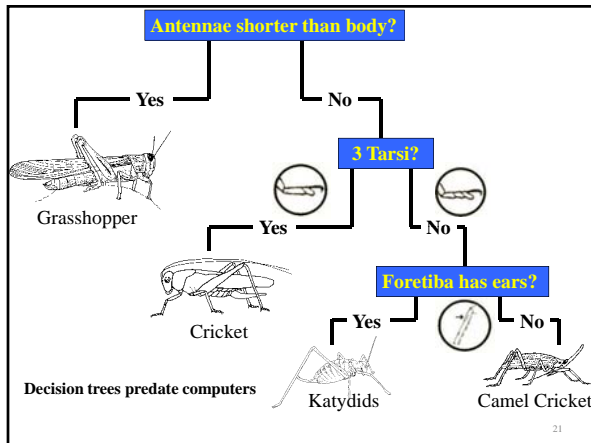 Antennae shorter than body?
Yes
No
3 Tarsi?
Grasshopper
Yes
No
Foretiba has ears?
Cricket
Yes
No
Decision trees predate computers
Katydids
Camel Cricket
21